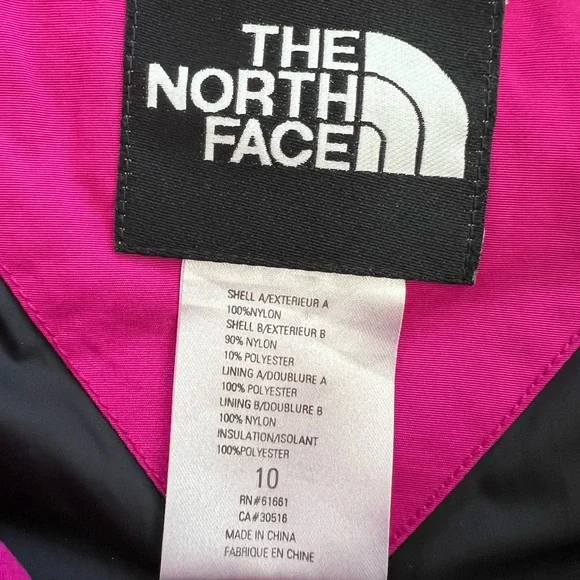 THE
NORTH
FACE
SHELL A/EXTERIEUR A
100%NYLON
SHELL B/EXTERIEUR B
90% NYLON
10% POLYESTER
LINING A/DOUBLURE A
100% POLYESTER
LINING B/DOUBLURE B
100% NYLON
INSULATION/ISOLANT
100%POLYESTER
10
RN#61661
CA#30516
MADE IN CHINA
FABRIQUE EN CHINE